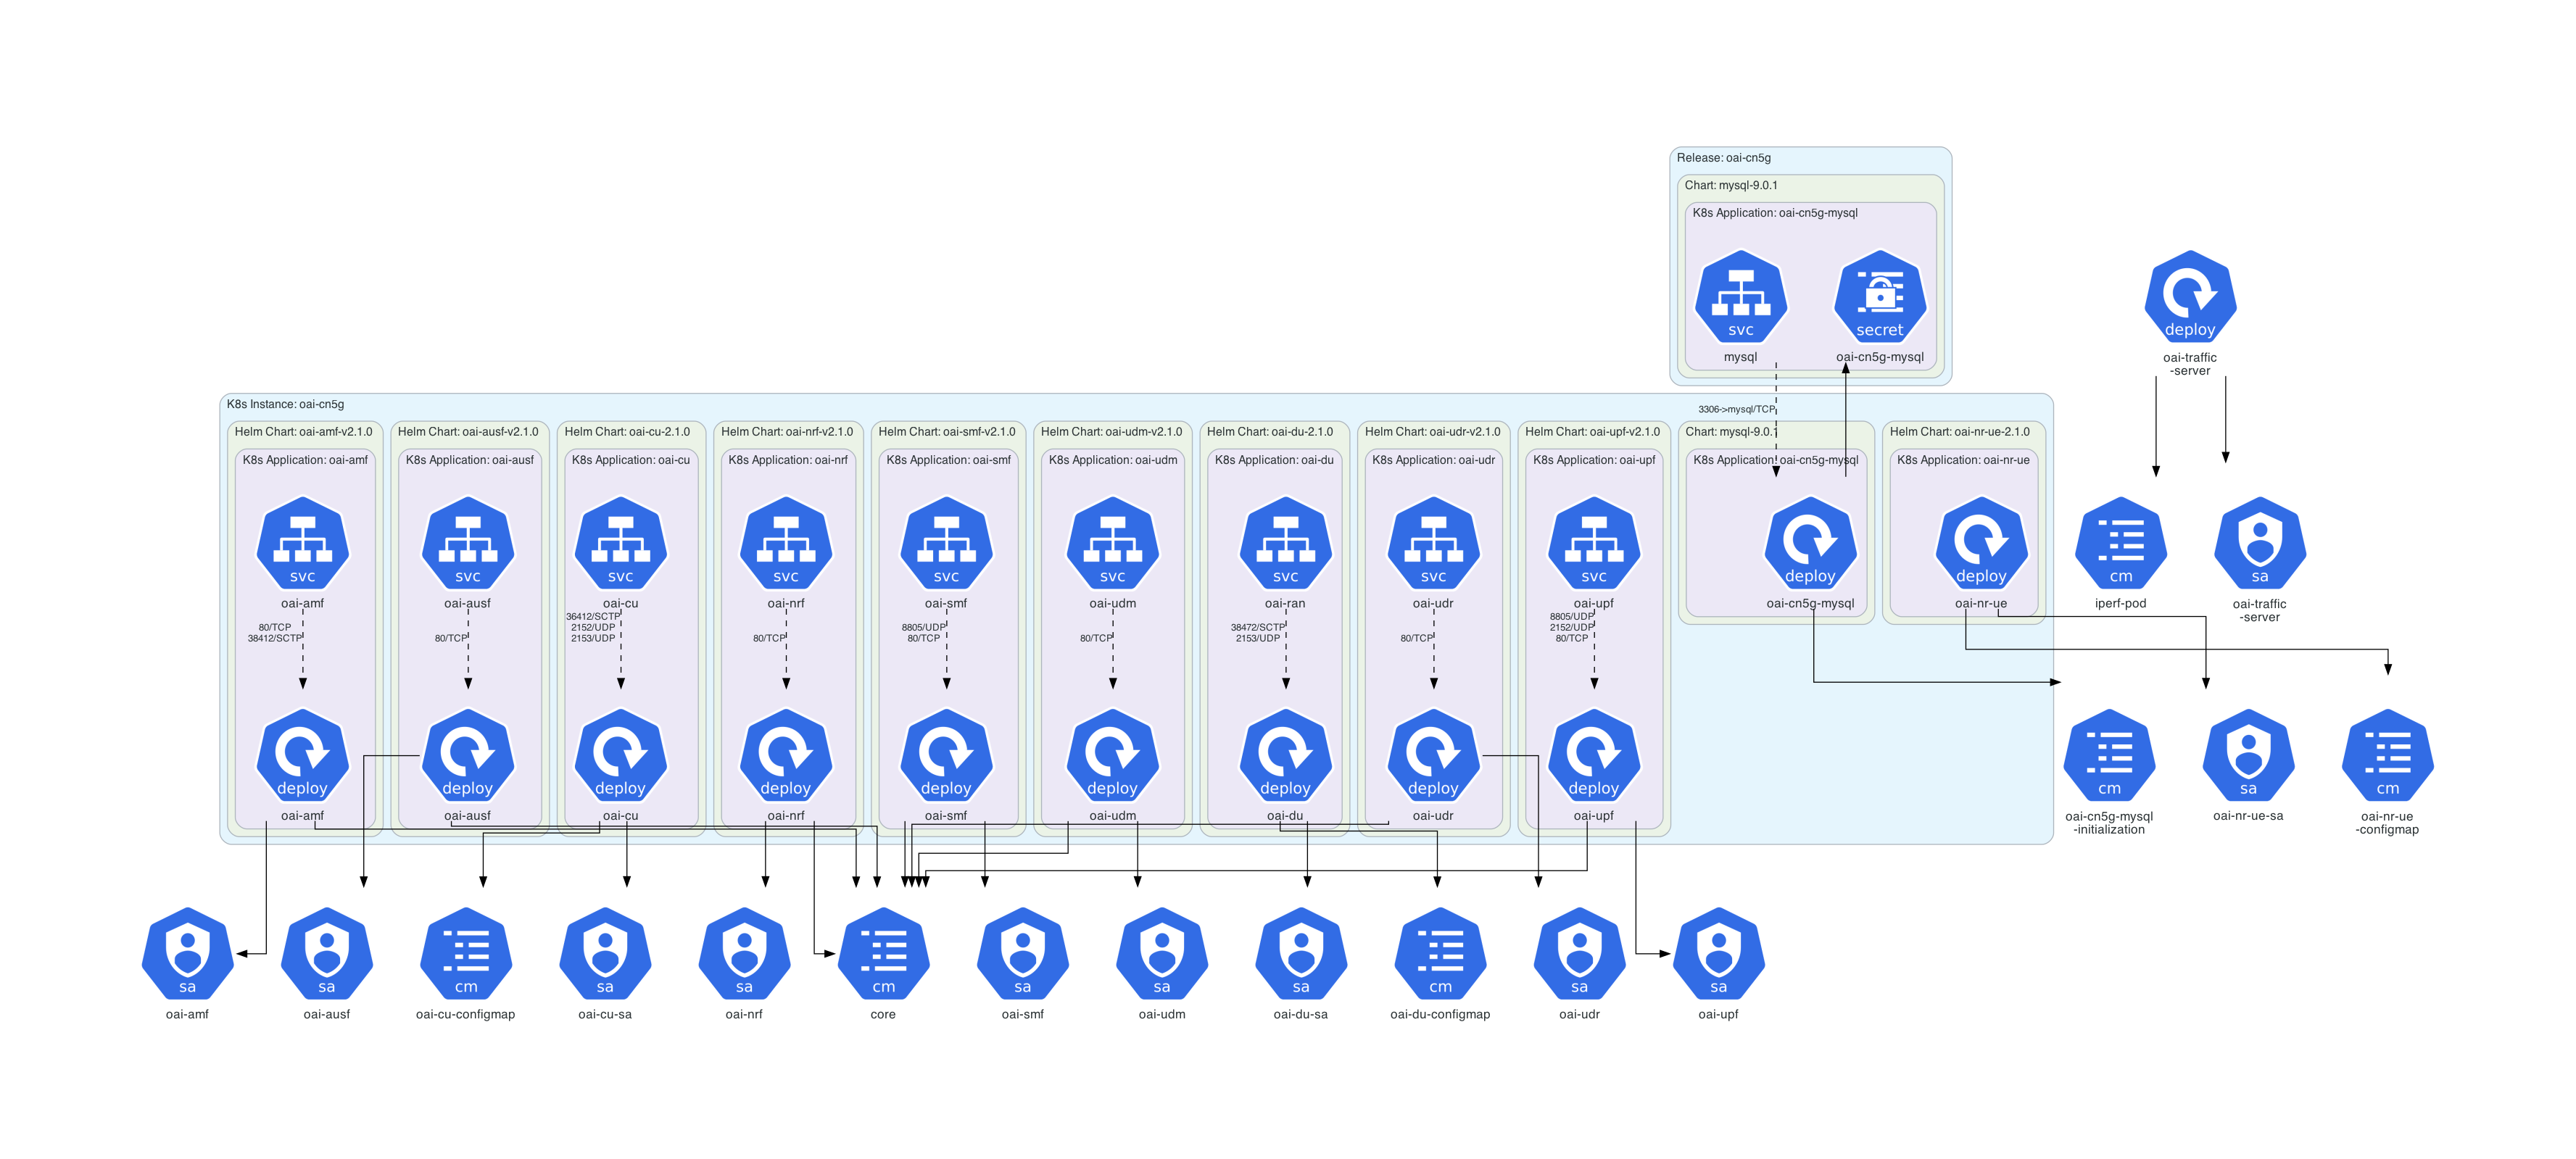 Release: oai-cn5g
Chart: mysql-9.0.1
K8s Application: oai-cn5g-mysql
svc
secret
deploy
mysql
oai-cn5g-mysql
oai-traffic
-server
K8s Instance: oai-cn5g
3306->mysql/TCP
Helm Chart: oai-amf-v2.1.0
Helm Chart: oai-ausf-v2.1.0
Helm Chart: oai-cu-2.1.0
Helm Chart: oai-nrf-v2.1.0
Helm Chart: oai-smf-v2.1.0
Helm Chart: oai-udm-v2.1.0
Helm Chart: oai-du-2.1.0
Helm Chart: oai-udr-v2.1.0
Helm Chart: oai-upf-v2.1.0
Chart: mysql-9.0.1
Helm Chart: oai-nr-ue-2.1.0
K8s Application: oai-amf
K8s Application: oai-ausf
K8s Application: oai-cu
K8s Application: oai-nrf
K8s Application: oai-smf
K8s Application: oai-udm
K8s Application: oai-du
K8s Application: oai-udr
K8s Application: oai-upf
K8s Application: oai-cn5g-mysql
K8s Application: oai-nr-ue
svc
svc
svc
svc
svc
svc
svc
svc
svc
deploy
deploy
cm
sa
oai-amf
oai-ausf
oai-cu
oai-nrf
oai-smf
oai-udm
oai-ran
oai-udr
oai-upf
oai-cn5g-mysql
oai-nr-ue
iperf-pod
oai-traffic
-server
80/TCP
38412/SCTP
80/TCP
36412/SCTP
2152/UDP
2153/UDP
80/TCP
8805/UDP
80/TCP
80/TCP
38472/SCTP
2153/UDP
80/TCP
8805/UDP
2152/UDP
80/TCP
deploy
deploy
deploy
deploy
deploy
deploy
deploy
deploy
deploy
cm
sa
cm
oai-amf
oai-ausf
oai-cu
oai-nrf
oai-smf
oai-udm
oai-du
oai-udr
oai-upf
oai-cn5g-mysql
-initialization
oai-nr-ue-sa
oai-nr-ue
-configmap
sa
sa
cm
sa
sa
cm
sa
sa
sa
cm
sa
sa
oai-amf
oai-ausf
oai-cu-configmap
oai-cu-sa
oai-nrf
core
oai-smf
oai-udm
oai-du-sa
oai-du-configmap
oai-udr
oai-upf